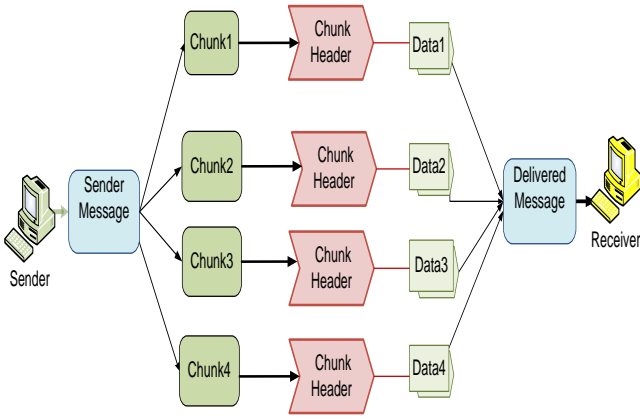 Chunk1
Chunk
Header
Data1
Chunk2
Chunk
Header
Data2
Sender
Message
Delivered
Message
Sender
Receiver
Chunk3
Chunk
Header
Data3
Chunk4
Chunk
Header
Data4